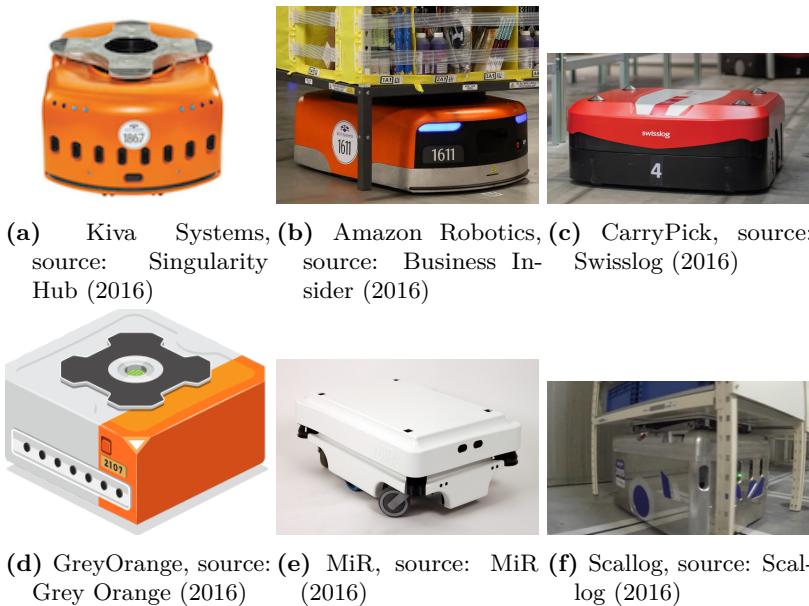 1867
1611
1611
swisslog
4
(a) Kiva Systems,
source: Singularity
Hub (2016)
(b) Amazon Robotics,
source: Business In-
sider (2016)
(c) CarryPick, source:
Swisslog (2016)
2107
(d) GreyOrange, source:
Grey Orange (2016)
(e) MiR, source: MiR
(2016)
(f) Scallog, source: Scal-
log (2016)